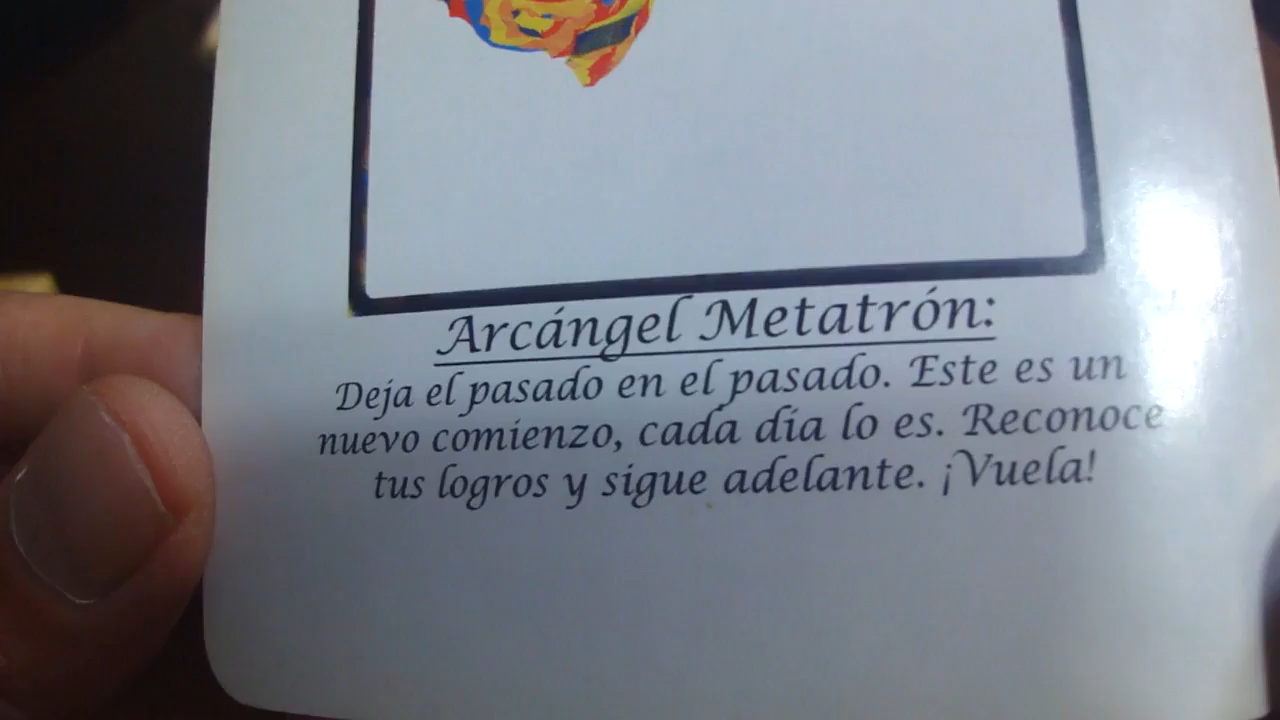 Arcángel Metatrón:
Deja el pasado en el pasado. Este es un
nuevo comienzo, cada día lo es. Reconoce
tus logros y sigue adelante. ¡Vuela!